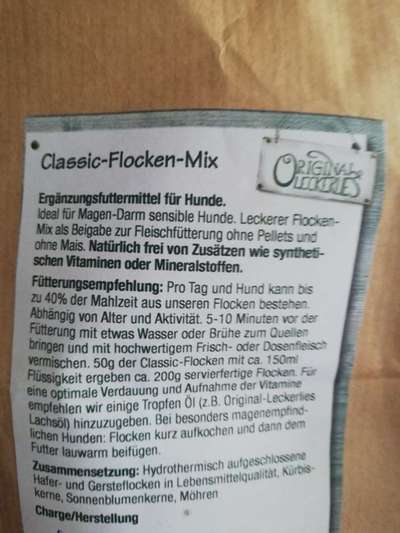 Classic-Flocken-Mix
ORIGINAL
LECKERLIES
Ergänzungsfuttermittel für Hunde.
Ideal für Magen-Darm sensible Hunde. Leckerer Flocken-
Mix als Beigabe zur Fleischfütterung ohne Pellets und
ohne Mais. Natürlich frei von Zusätzen wie syntheti-
schen Vitaminen oder Mineralstoffen.
Fütterungsempfehlung: Pro Tag und Hund kann bis
zu 40% der Mahlzeit aus unseren Flocken bestehen.
Abhängig von Alter und Aktivität. 5-10 Minuten vor der
Fütterung mit etwas Wasser oder Brühe zum Quellen
bringen und mit hochwertigem Frisch- oder Dosenfleisch
vermischen. 50g der Classic-Flocken mit ca. 150ml
Flüssigkeit ergeben ca. 200g servierfertige Flocken. Für
eine optimale Verdauung und Aufnahme der Vitamine
empfehlen wir einige Tropfen Öl (z.B. Original-Leckerlies
Lachsöl) hinzuzugeben. Bei besonders magenempfind-
lichen Hunden: Flocken kurz aufkochen und dann dem
Futter lauwarm beifügen.
Zusammensetzung: Hydrothermisch aufgeschlossene
Hafer- und Gersteflocken in Lebensmittelqualität, Kürbis-
kerne, Sonnenblumenkerne, Möhren
Charge/Herstellung